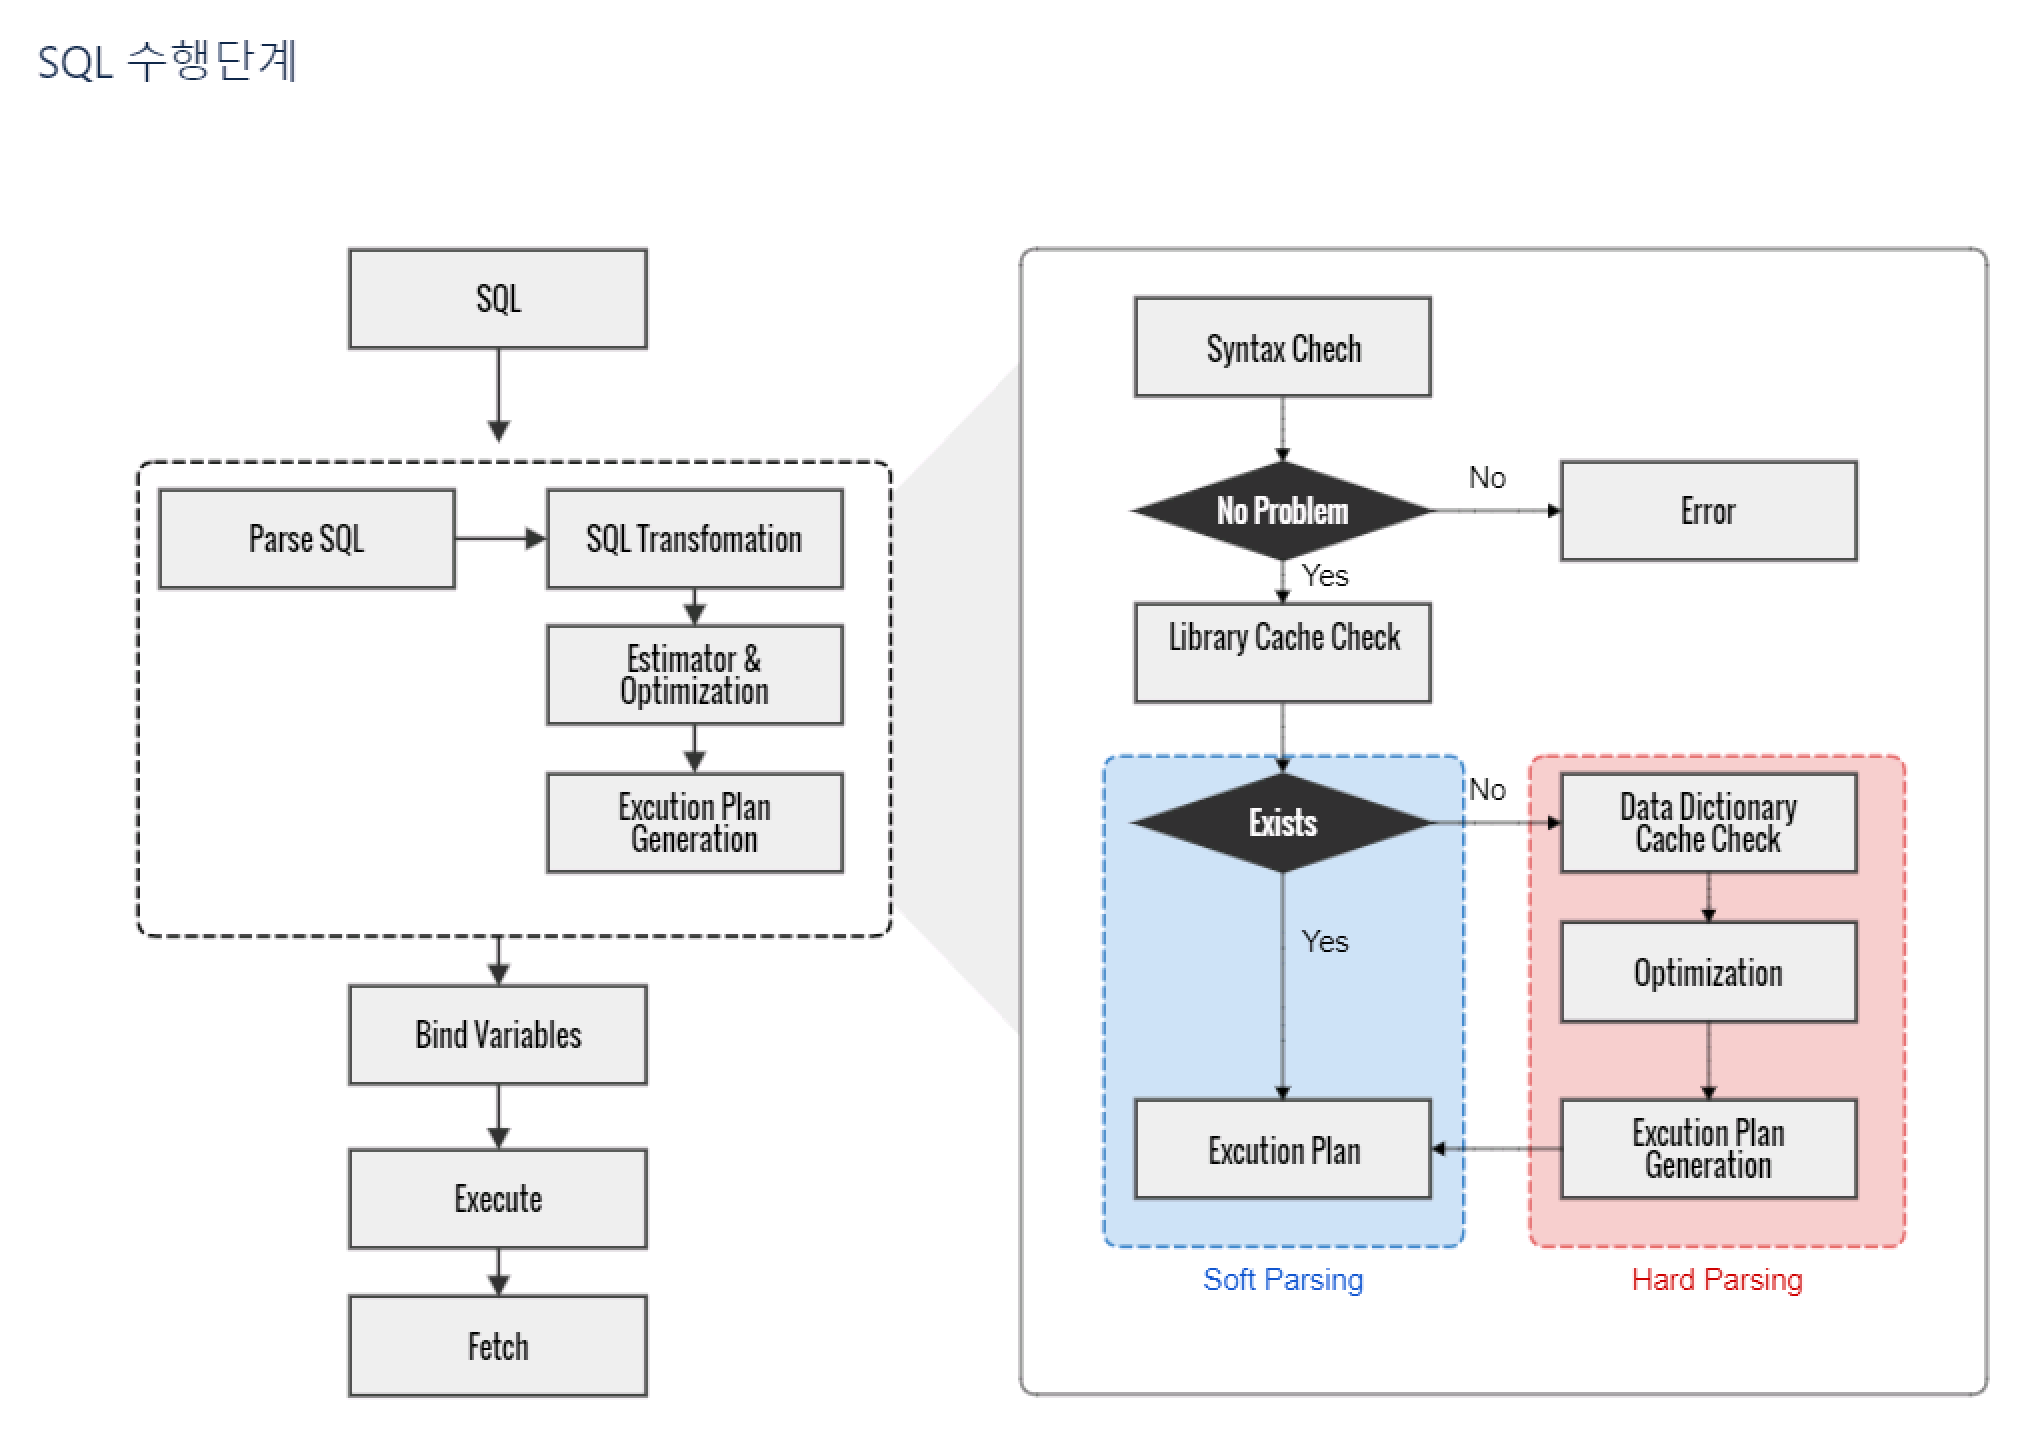 SQL 수행단계
SQL
Parse SQL
SQL Transfomation
Estimator &
Optimization
Excution Plan
Generation
Bind Variables
Execute
Fetch
Syntax Chech
No Problem
No
Error
Yes
Library Cache Check
Exists
No
Data Dictionary
Cache Check
Yes
Optimization
Excution Plan
Excution Plan
Generation
Soft Parsing
Hard Parsing